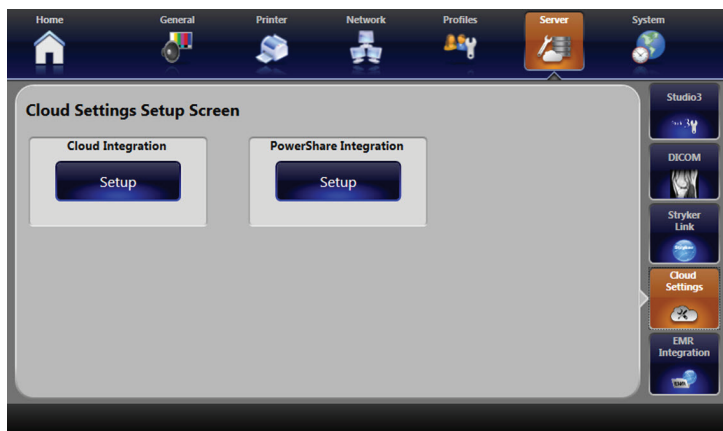 Home General Printer Network Profiles Server System
Cloud Settings Setup Screen
Cloud Integration PowerShare Integration
Setup Setup
Studio3
DICOM
Stryker
Link
Cloud
Settings
EMR
Integration
EMR